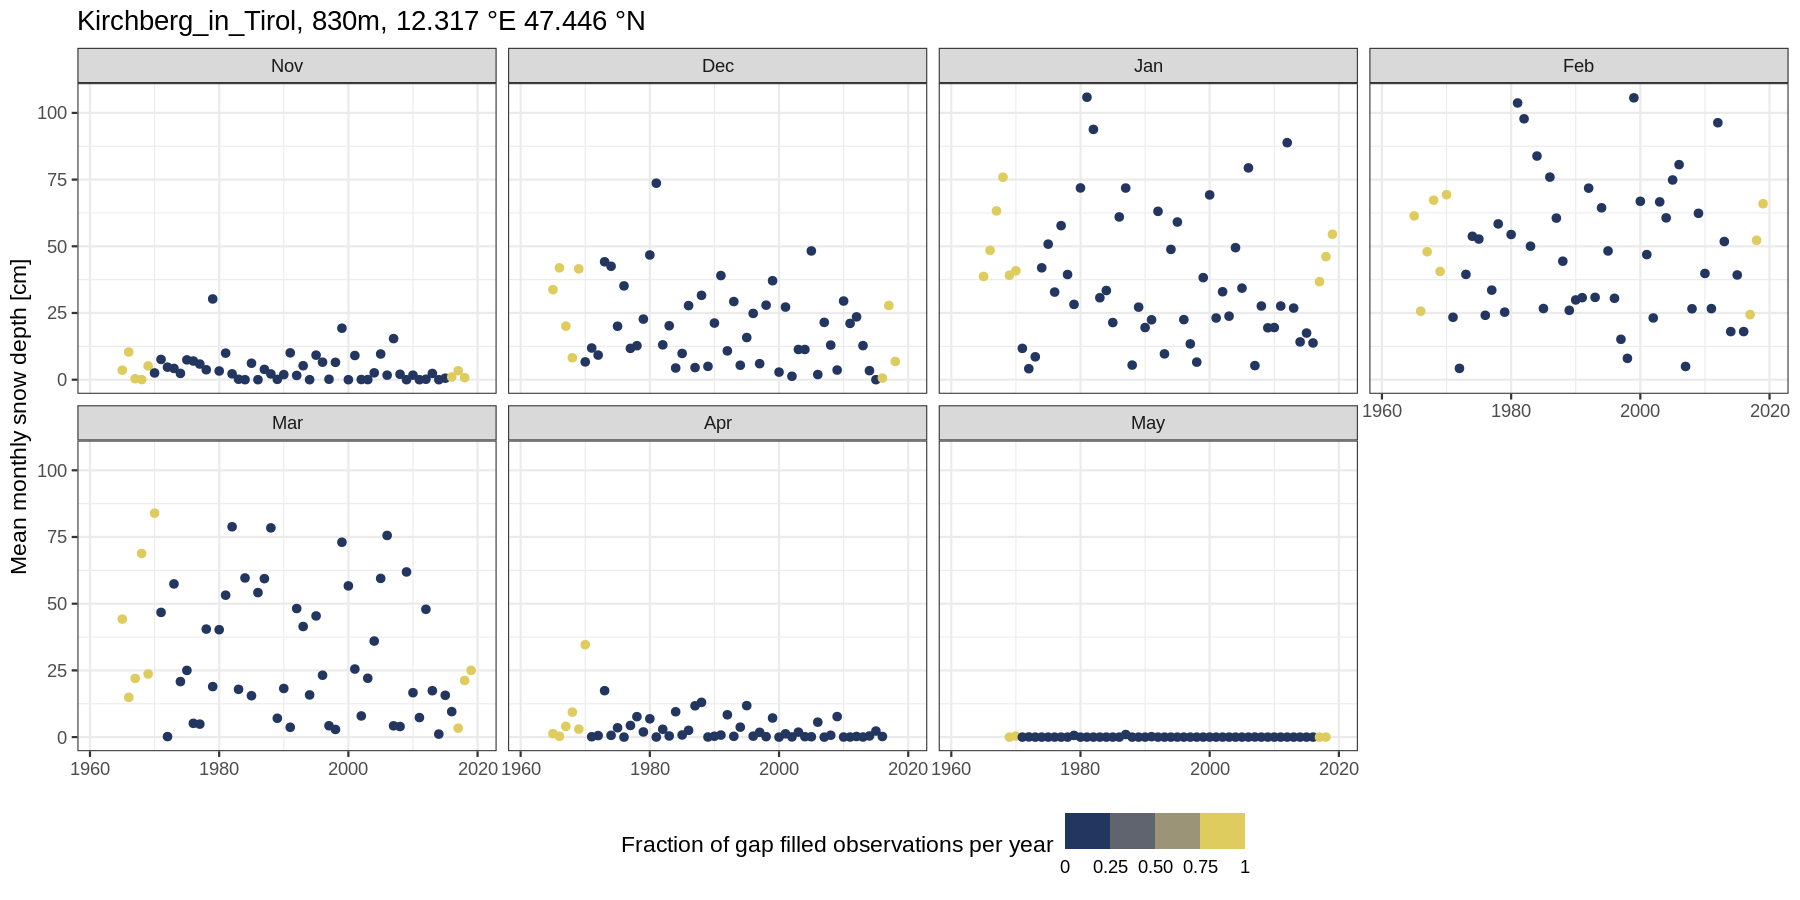 Kirchberg_in_Tirol, 830m, 12.317 °E 47.446 °N
Nov Dec Jan Feb
100
75
50
25
0
1960 1980 2000 2020
Mean monthly snow depth [cm]
Mar Apr May
100
75
50
25
0
1960 1980 2000 2020 1960 1980 2000 2020 1960 1980 2000 2020
Fraction of gap filled observations per year
0 0.25 0.50 0.75 1